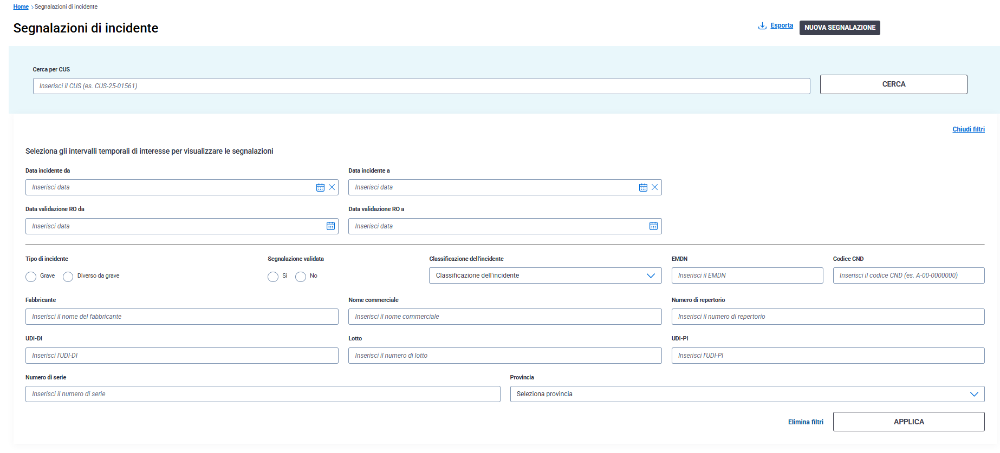 Home > Segnalazioni di incidente
Segnalazioni di incidente
Esporta
NUOVA SEGNALAZIONE
Cerca per CUS
Inserisci il CUS (es. CUS-25-01561)
CERCA
Chiudi filtri
Seleziona gli intervalli temporali di interesse per visualizzare le segnalazioni
Data incidente da
Data incidente a
Inserisci data
Inserisci data
Data validazione RO da
Data validazione RO a
Inserisci data
Inserisci data
Tipo di incidente
Segnalazione validata
Classificazione dell'incidente
EMDN
Codice CND
Grave
Diverso da grave
Si
No
Classificazione dell'incidente
Inserisci il EMDN
Inserisci il codice CND (es. A-00-0000000)
Fabbricante
Nome commerciale
Numero di repertorio
Inserisci il nome del fabbricante
Inserisci il nome commerciale
Inserisci il numero di repertorio
UDI-DI
Lotto
UDI-PI
Inserisci l'UDI-DI
Inserisci il numero di lotto
Inserisci l'UDI-PI
Numero di serie
Provincia
Inserisci il numero di serie
Seleziona provincia
Elimina filtri
APPLICA